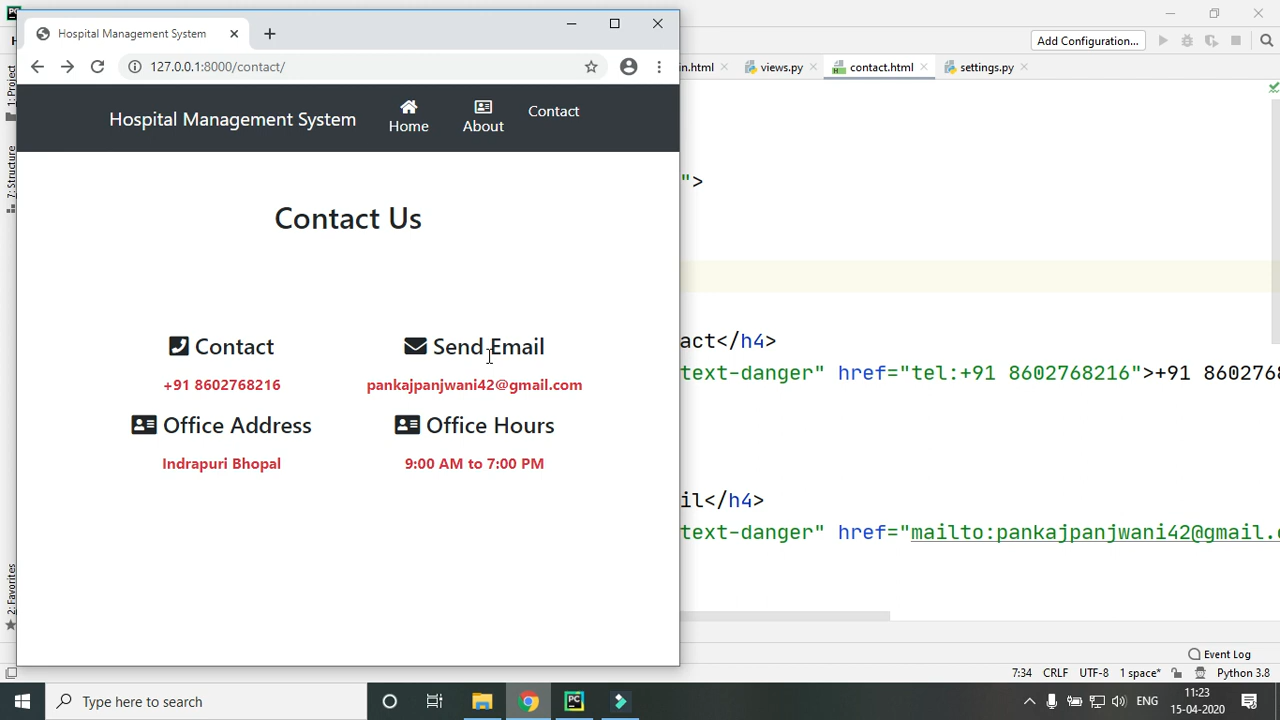 Hospital Management System
127.0.0.1:8000/contact/
Hospital Management System
Home
About
Contact
Contact Us
Contact
Send Email
+91 8602768216
pankajpanjwani42@gmail.com
Office Address
Office Hours
Indrapuri Bhopal
9:00 AM to 7:00 PM
Add Configuration...
in.html
views.py
contact.html
settings.py
1: Project
7: Structure
2: Favorites
">
act</h4>
text-danger" href="tel:+91 8602768216">+91 860276
il</h4>
text-danger" href="mailto:pankajpanjwani42@gmail.
Event Log
7:34 CRLF UTF-8 1 space* Python 3.8
Type here to search
ENG
11:23
15-04-2020